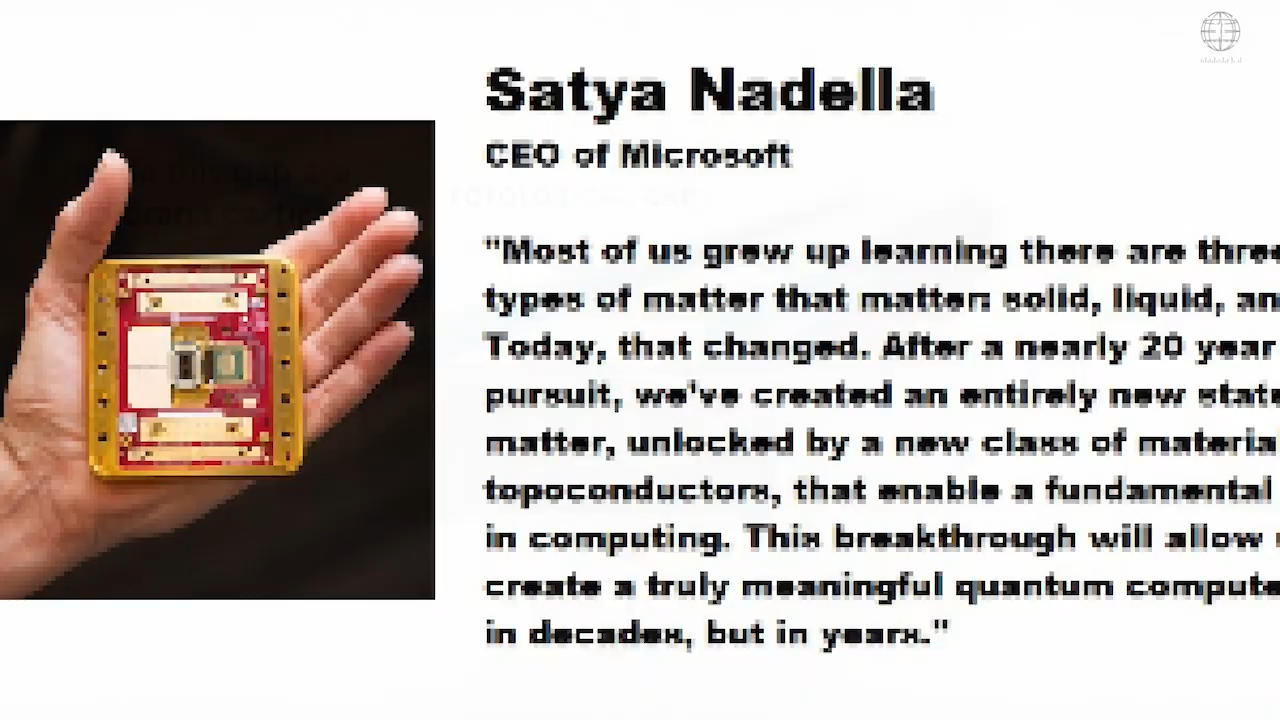 Satya Nadella
CEO of Microsoft
"Most of us grew up learning there are three
types of matter that matter: solid, liquid, an
Today, that changed. After a nearly 20 year
pursuit, we've created an entirely new state
matter, unlocked by a new class of material
topoconductors, that enable a fundamental
in computing. This breakthrough will allow
create a truly meaningful quantum compute
in decades, but in years."